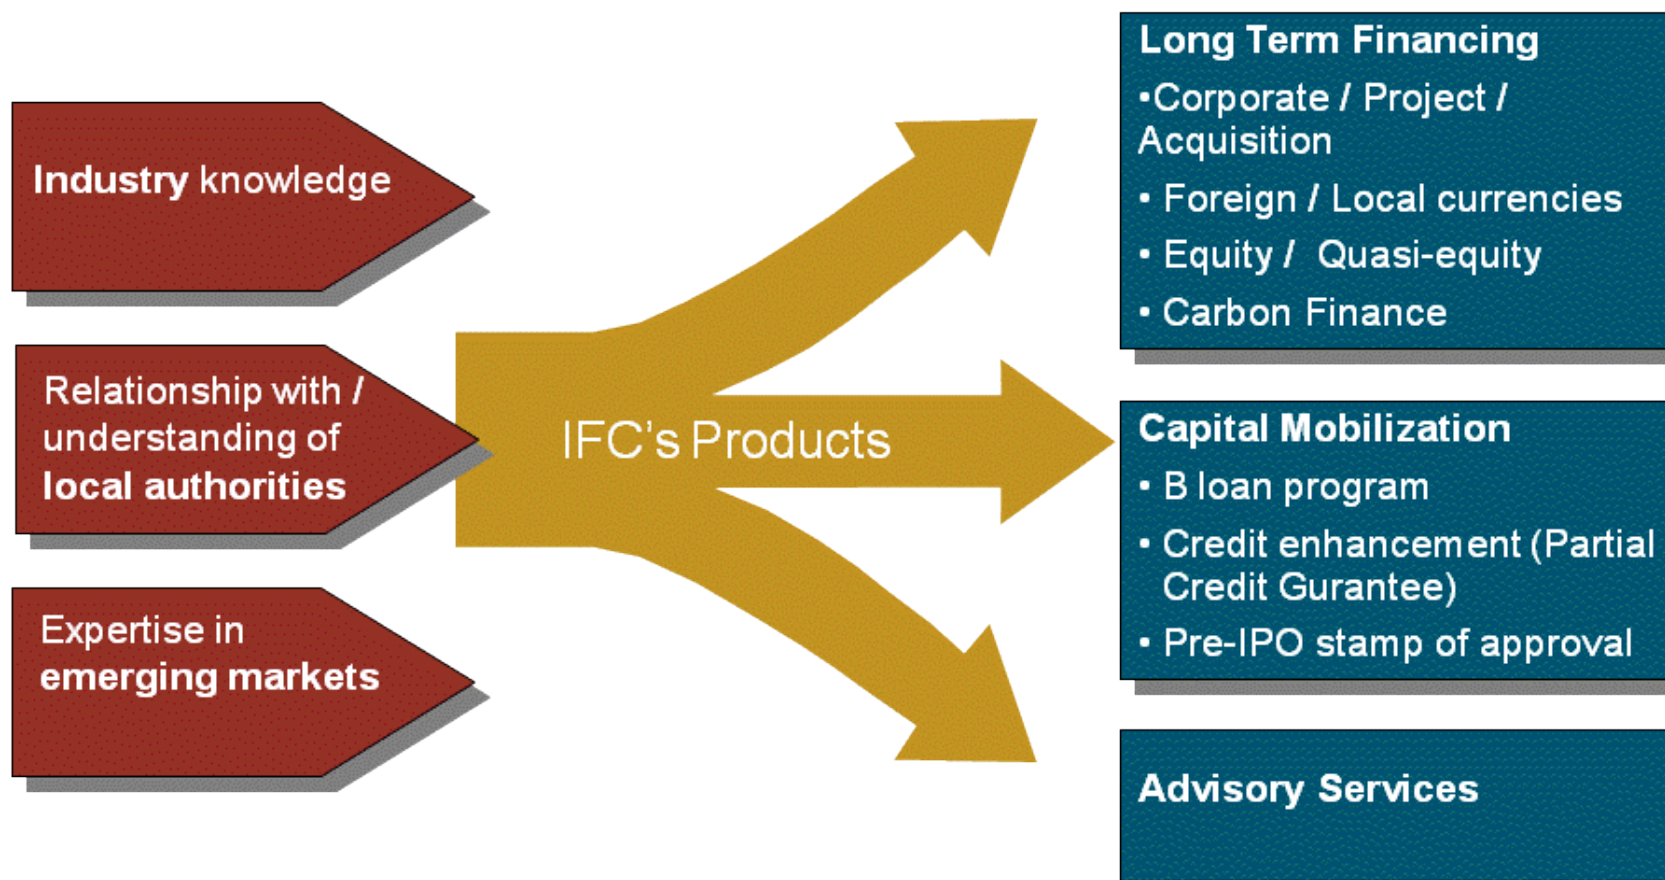 Industry knowledge
Relationship with /
understanding of
local authorities
Expertise in
emerging markets
IFC's Products
Long Term Financing
•Corporate / Project /
Acquisition
• Foreign / Local currencies
• Equity / Quasi-equity
• Carbon Finance
Capital Mobilization
• B loan program
• Credit enhancement (Partial
Credit Gurantee)
• Pre-IPO stamp of approval
Advisory Services